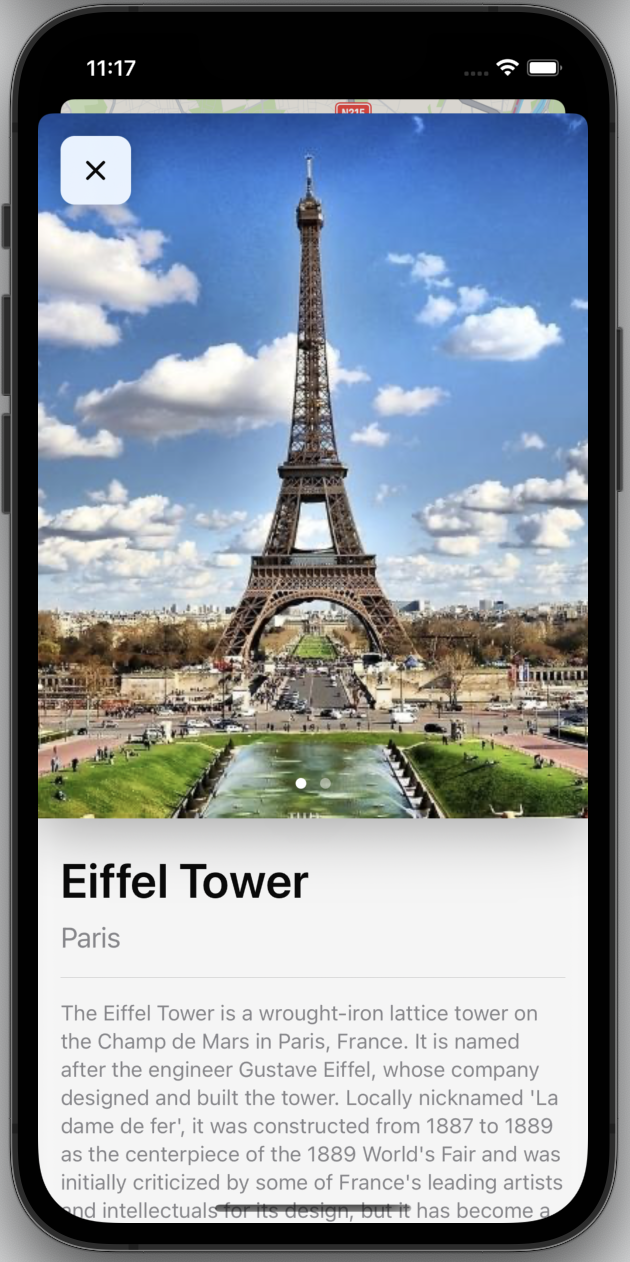 11:17
N215
Eiffel Tower
Paris
The Eiffel Tower is a wrought-iron lattice tower on
the Champ de Mars in Paris, France. It is named
after the engineer Gustave Eiffel, whose company
designed and built the tower. Locally nicknamed 'La
dame de fer', it was constructed from 1887 to 1889
as the centerpiece of the 1889 World's Fair and was
initially criticized by some of France's leading artists
and intellectuals for its design, but it has become a